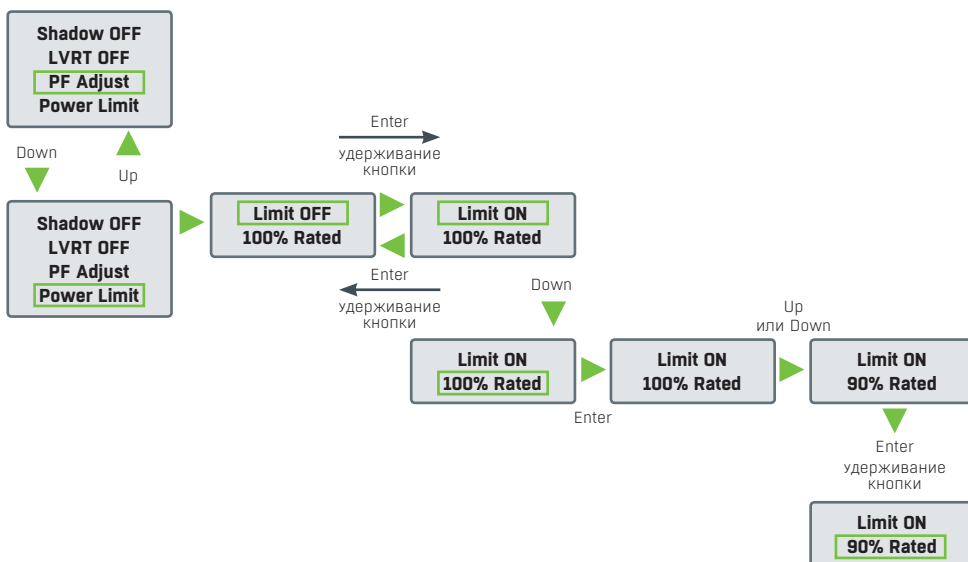 Shadow OFF
LVRT OFF
PF Adjust
Power Limit
Down
Up
Enter
удерживание
кнопки
Shadow OFF
LVRT OFF
PF Adjust
Power Limit
Limit OFF
100% Rated
Limit ON
100% Rated
Enter
удерживание
кнопки
Down
Limit ON
100% Rated
Enter
Limit ON
100% Rated
Up
или Down
Limit ON
90% Rated
Enter
удерживание
кнопки
Limit ON
90% Rated